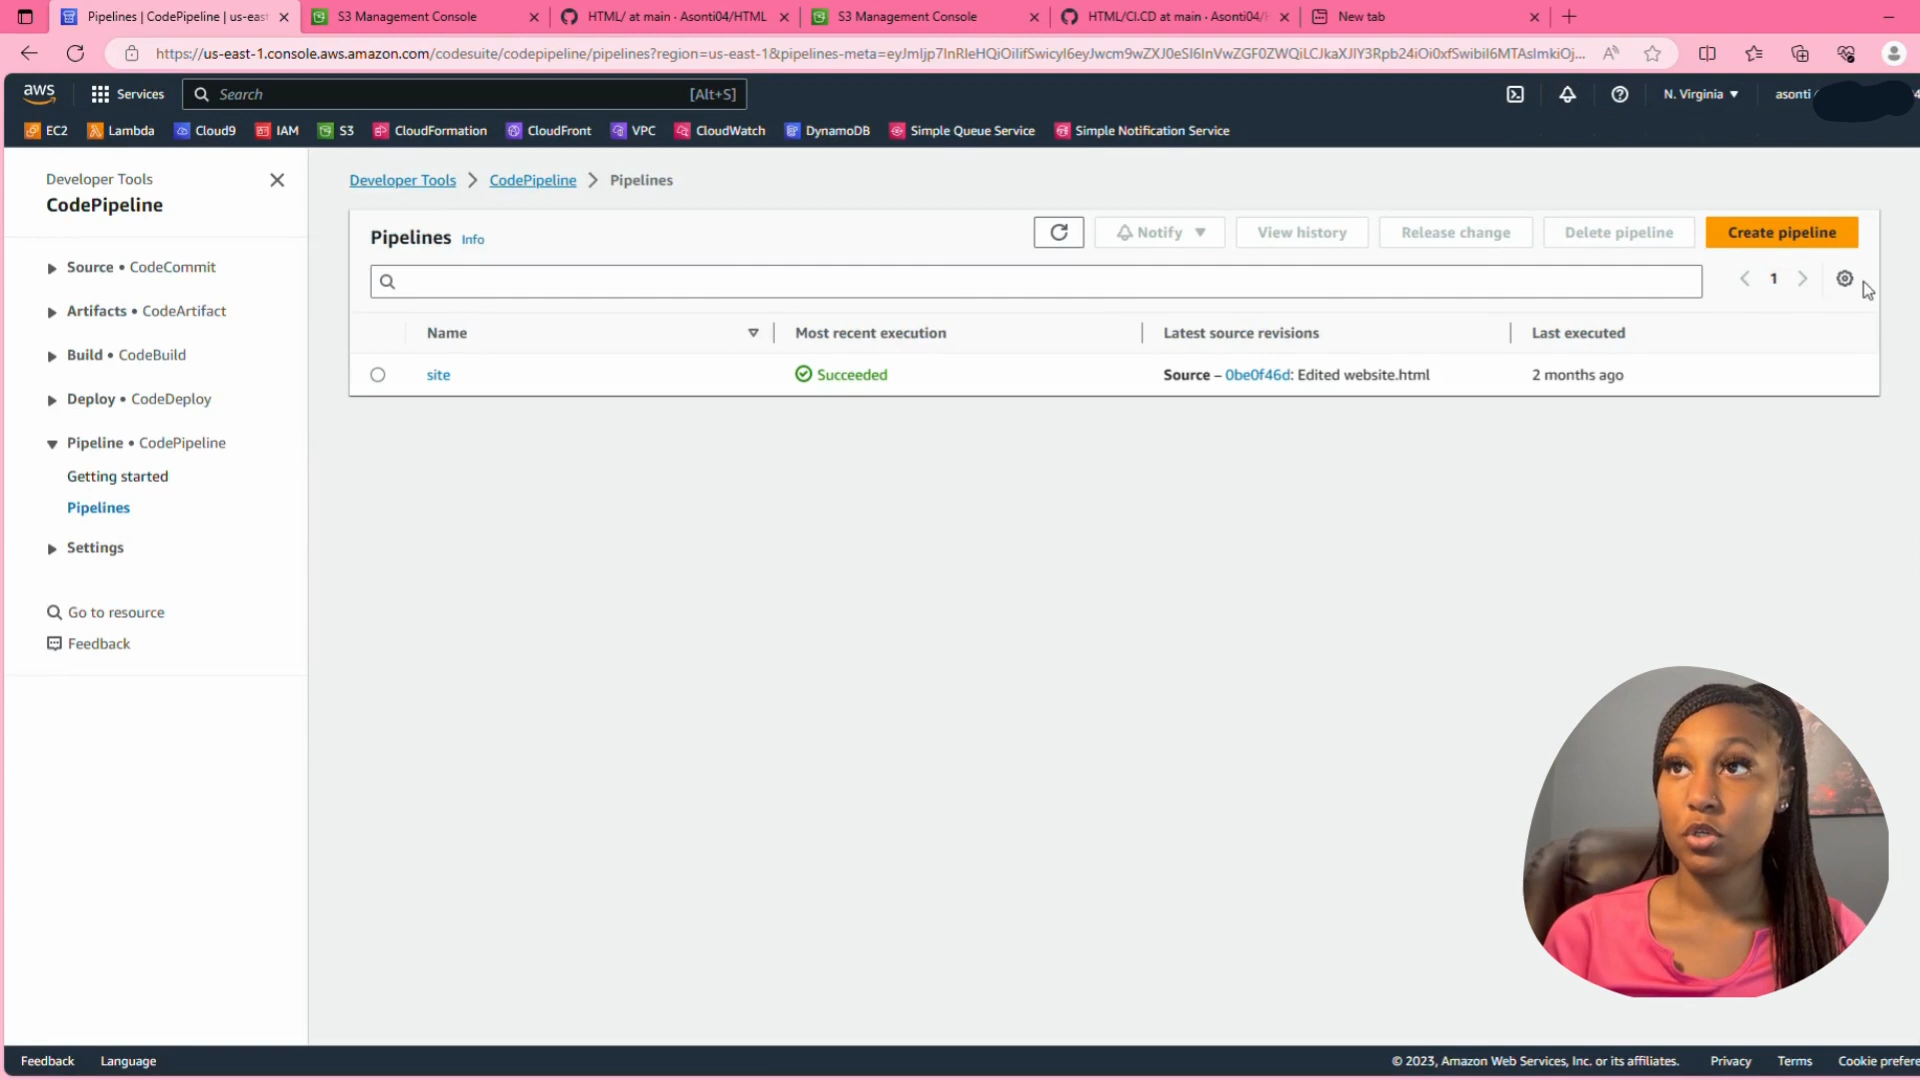 Pipelines | CodePipeline | us-east
S3 Management Console
HTML/ at main · Asonti04/HTML
S3 Management Console
HTML/CI.CD at main · Asonti04/H
New tab
https://us-east-1.console.aws.amazon.com/codesuite/codepipeline/pipelines?region=us-east-1&pipelines-meta=
aws
Services
Search
[Alt+S]
N. Virginia
asonti
EC2
Lambda
Cloud9
IAM
S3
CloudFormation
CloudFront
VPC
CloudWatch
DynamoDB
Simple Queue Service
Simple Notification Service
Developer Tools
CodePipeline
Source • CodeCommit
Artifacts • CodeArtifact
Build • CodeBuild
Deploy • CodeDeploy
Pipeline • CodePipeline
Getting started
Pipelines
Settings
Go to resource
Feedback
Developer Tools > CodePipeline > Pipelines
Pipelines Info
Notify
View history
Release change
Delete pipeline
Create pipeline
1
Name
Most recent execution
Latest source revisions
Last executed
site
Succeeded
Source – 0be0f46d: Edited website.html
2 months ago
Feedback
Language
© 2023, Amazon Web Services, Inc. or its affiliates.
Privacy
Terms
Cookie prefere